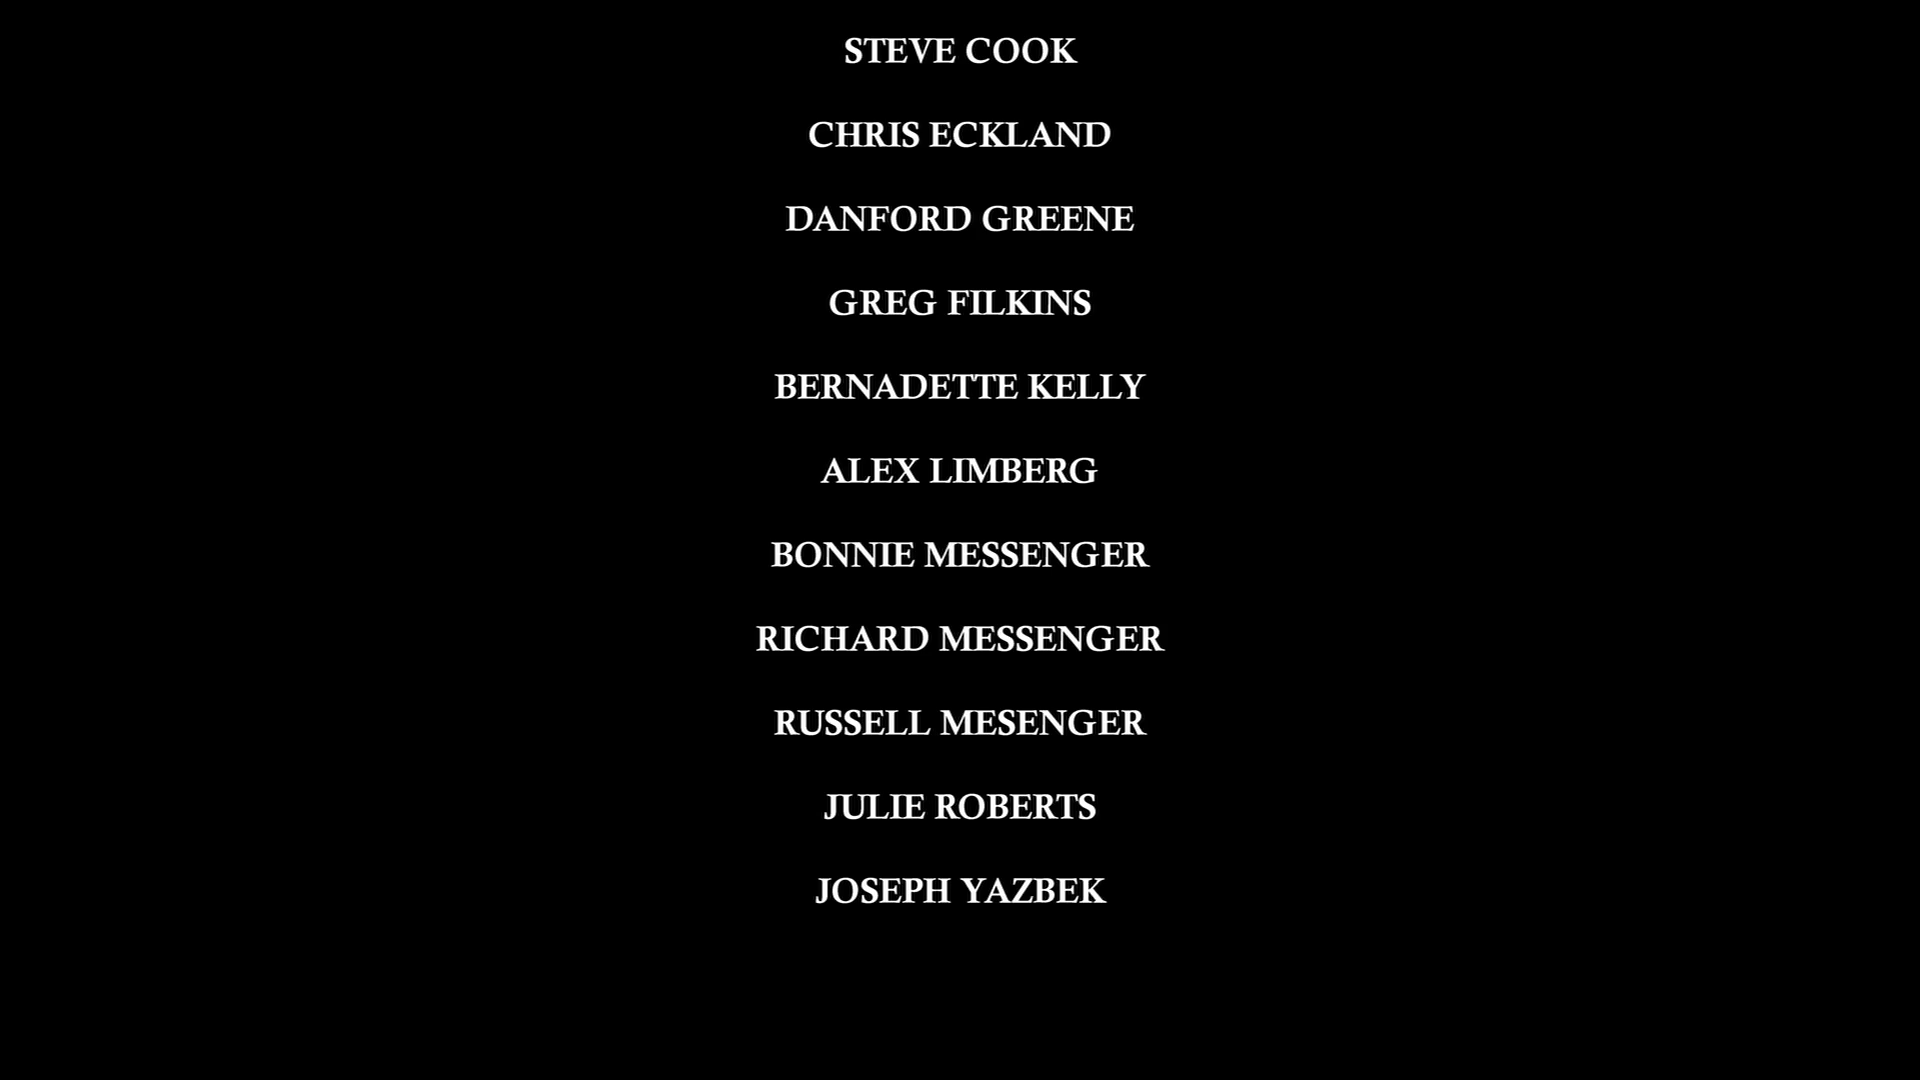 STEVE COOK
CHRIS ECKLAND
DANFORD GREENE
GREG FILKINS
BERNADETTE KELLY
ALEX LIMBERG
BONNIE MESSENGER
RICHARD MESSENGER
RUSSELL MESENGER
JULIE ROBERTS
JOSEPH YAZBEK